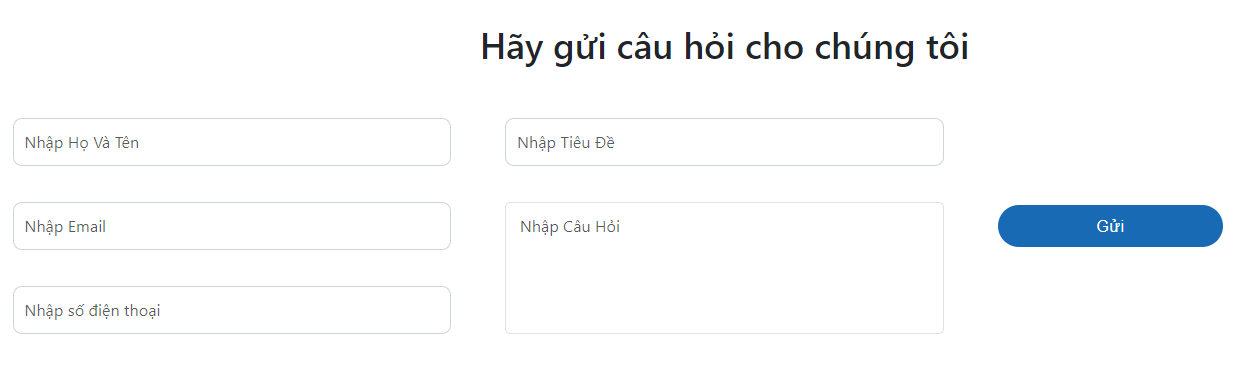 Hãy gửi câu hỏi cho chúng tôi
Nhập Họ Và Tên
Nhập Tiêu Đề
Nhập Email
Nhập Câu Hỏi
Gửi
Nhập số điện thoại